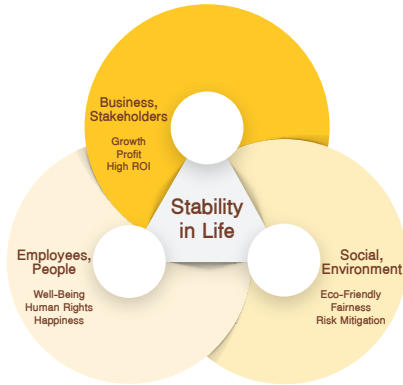 Business,
Stakeholders
Growth
Profit
High ROI
Stability
in Life
Employees,
People
Well-Being
Human Rights
Happiness
Social,
Environment
Eco-Friendly
Fairness
Risk Mitigation